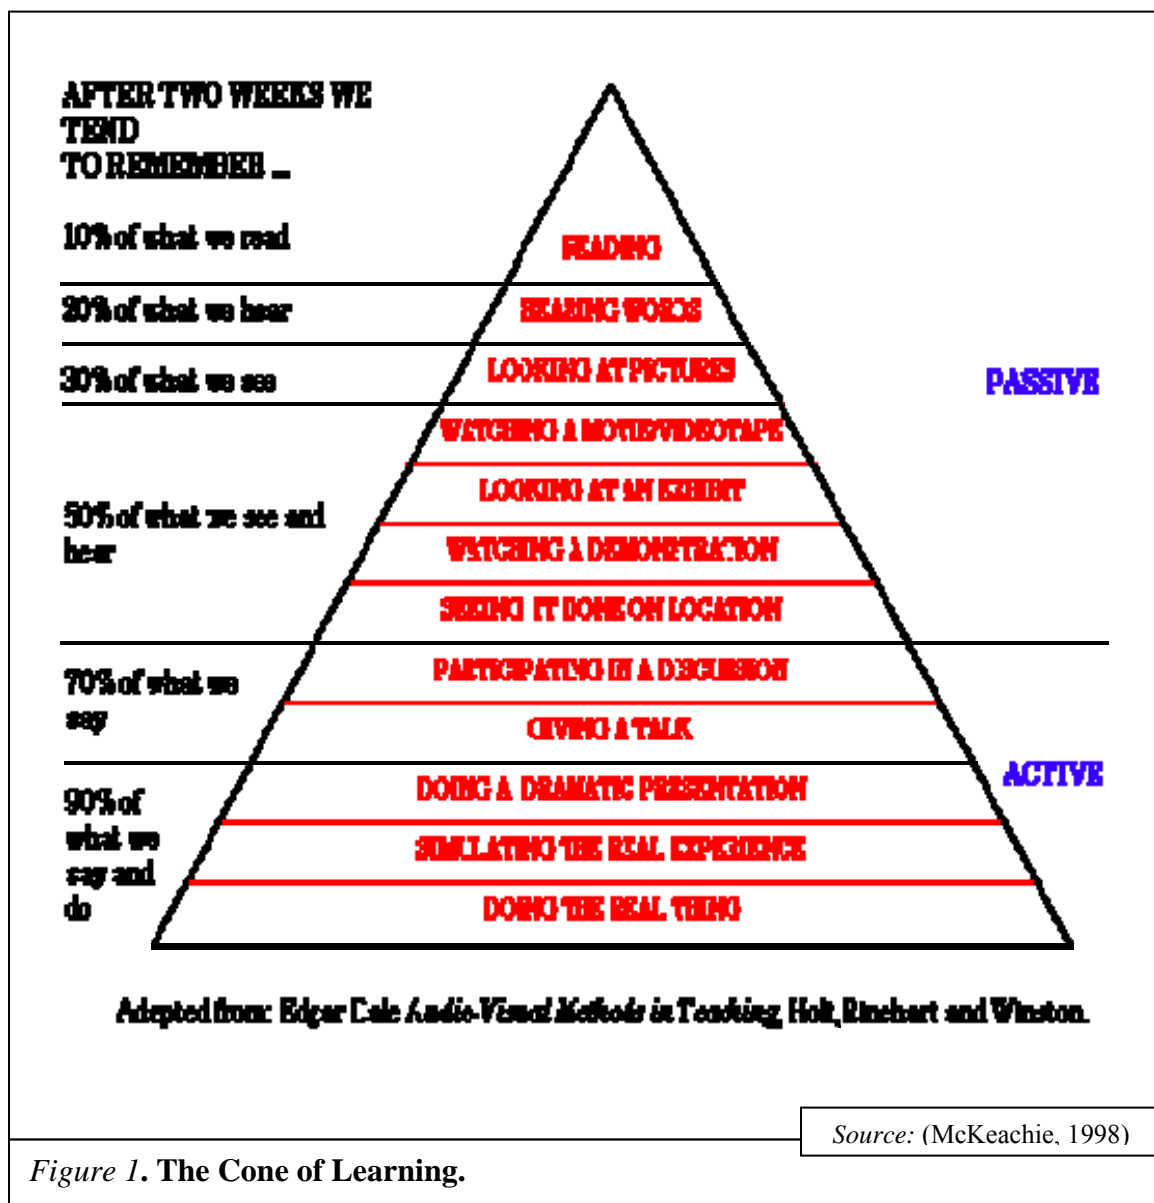 AFTER TWO WEEKS WE
TEND
TO REMEMBER ...
10% of what we read
READING
20% of what we hear
HEARING WORDS
30% of what we see
LOOKING AT PICTURES
PASSIVE
WATCHING A MOVIE/VIDEOTAPE
LOOKING AT AN EXHIBIT
50% of what we see and
hear
WATCHING A DEMONSTRATION
SEEING IT DONE ON LOCATION
70% of what we
say
PARTICIPATING IN A DISCUSSION
GIVING A TALK
ACTIVE
90% of
what we
say and
do
DOING A DRAMATIC PRESENTATION
SIMULATING THE REAL EXPERIENCE
DOING THE REAL THING
Adapted from: Edgar Dale Audio-Visual Methods in Teaching, Holt, Rinehart and Winston.
Source: (McKeachie, 1998)
Figure 1. The Cone of Learning.